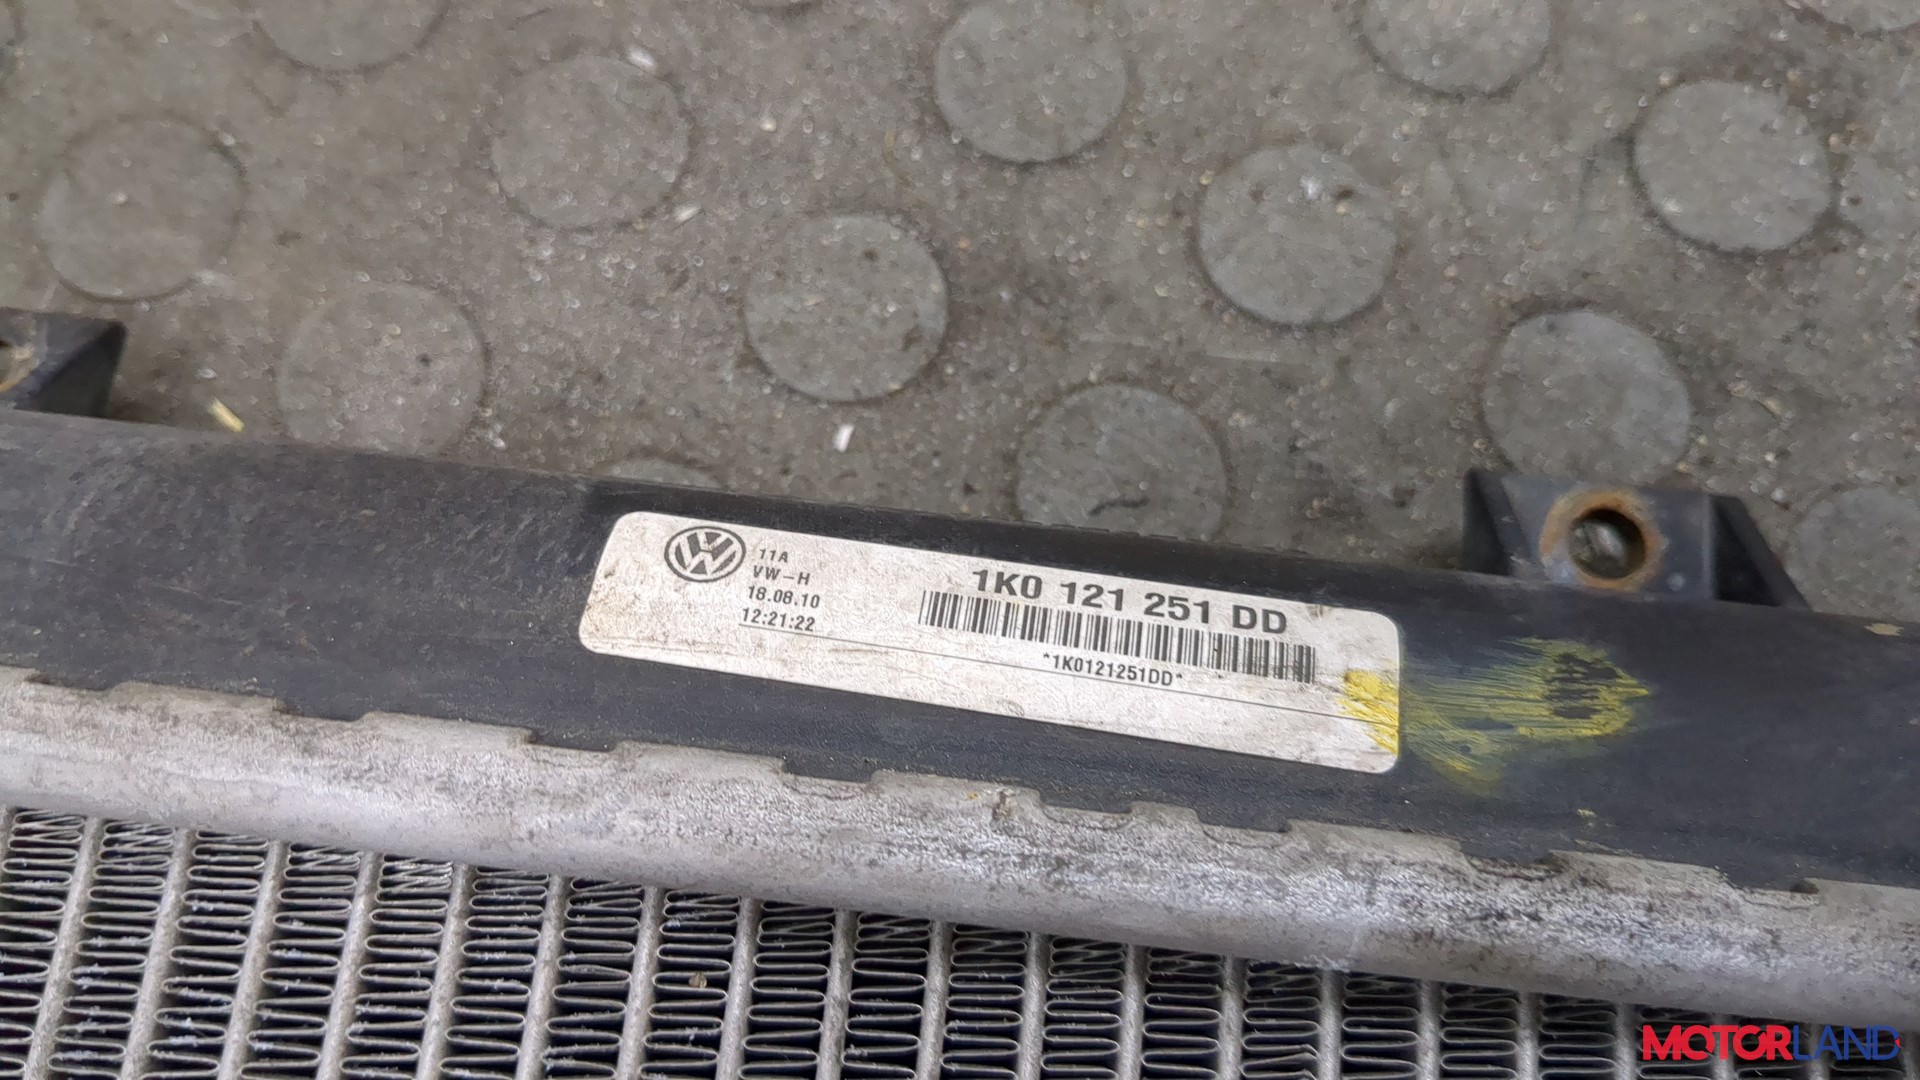 11A
VW-H
18.08.10
12:21:22
1K0 121 251 DD
*1K0121251DD*
MOTORLAND